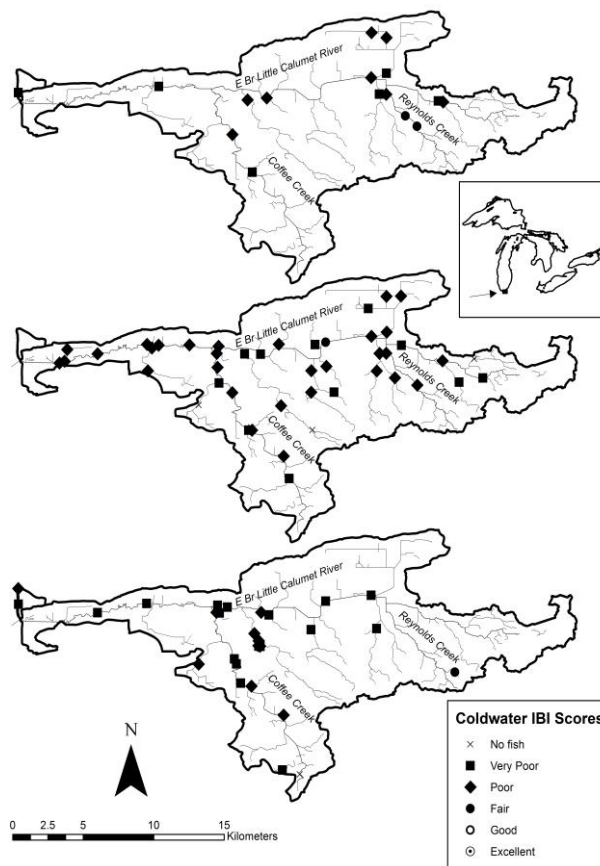 E Br Little Calumet River
Reynolds Creek
Coffee Creek
E Br Little Calumet River
Reynolds Creek
Coffee Creek
E Br Little Calumet River
Reynolds Creek
Coffee Creek
N
0 2.5 5 10 15
Kilometers
Coldwater IBI Scores
No fish
Very Poor
Poor
Fair
Good
Excellent